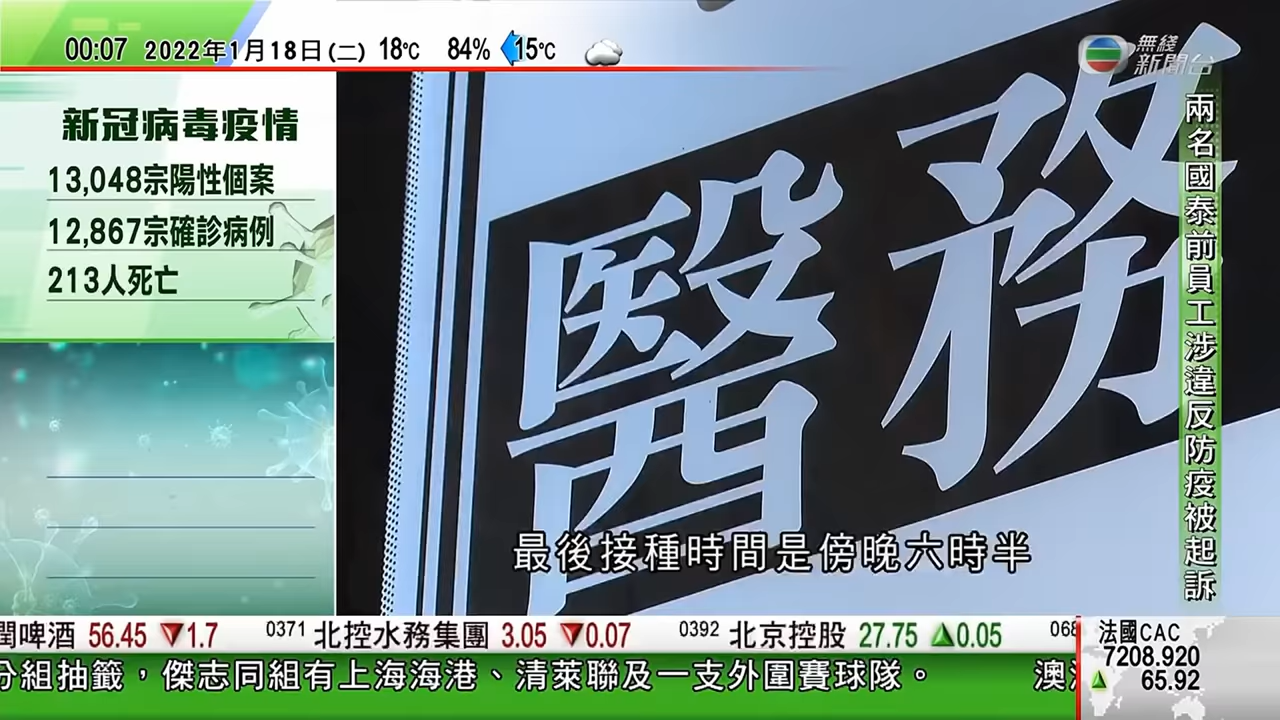 00:07 2022年1月18日(二) 18℃ 84% 15℃
無綫
新聞台
新冠病毒疫情
13,048宗陽性個案
12,867宗確診病例
213人死亡
醫務
兩名國泰前員工涉違反防疫被起訴
最後接種時間是傍晚六時半
潤啤酒 56.45 ▼1.7 0371 北控水務集團 3.05 ▼0.07 0392 北京控股 27.75 ▲0.05 068
法國CAC
7208.920
▲ 65.92
分組抽籤，傑志同組有上海海港、清萊聯及一支外圍賽球隊。 澳